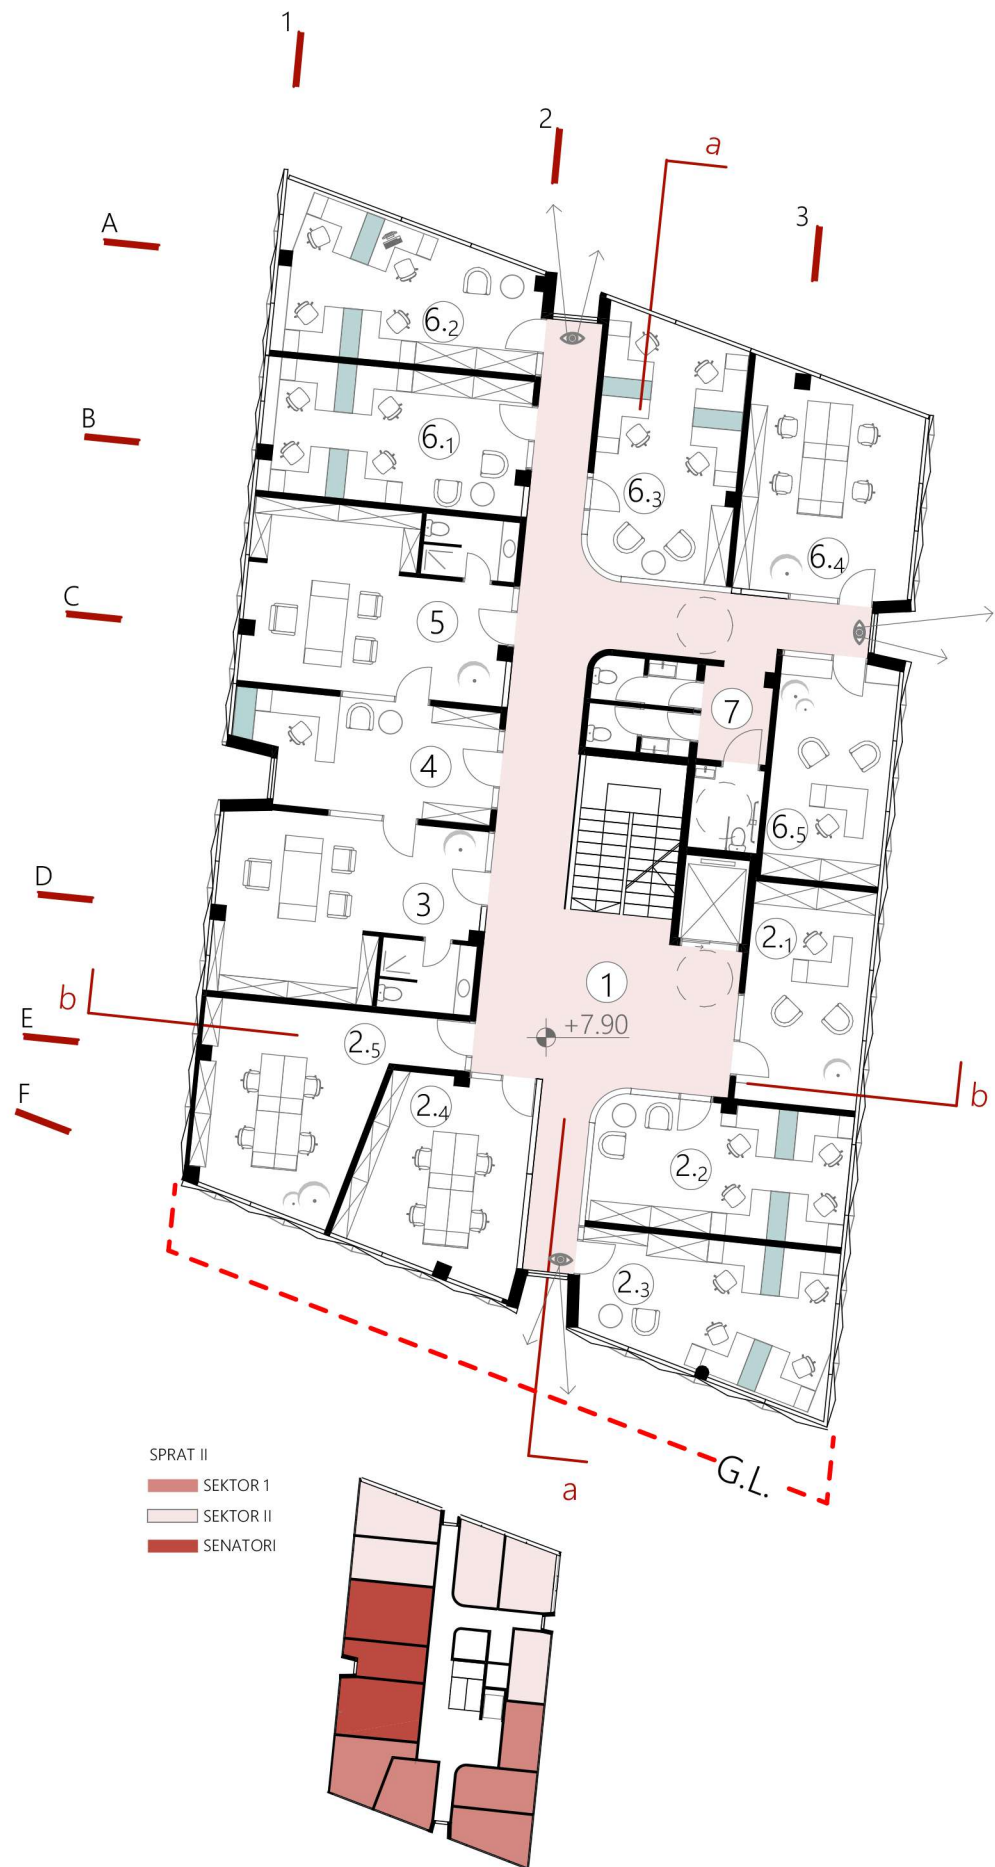 1
2
a
3
A
6.2
B
6.1
6.3
6.4
C
5
7
4
6.5
D
3
2.1
1
b
E
+7.90
2.5
F
2.4
b
2.2
2.3
G.L.
a
SPRAT II
SEKTOR 1
SEKTOR II
SENATORI